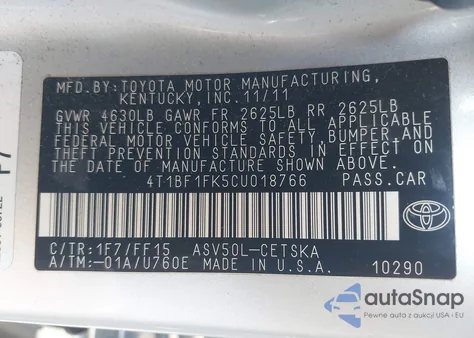 MFD.BY:TOYOTA MOTOR MANUFACTURING,
KENTUCKY,INC.11/11
GVWR 4630LB GAWR FR 2625LB RR 2625LB
THIS VEHICLE CONFORMS TO ALL APPLICABLE
FEDERAL MOTOR VEHICLE SAFETY, BUMPER,AND
THEFT PREVENTION STANDARDS IN EFFECT ON
THE DATE OF MANUFACTURE SHOWN ABOVE.
4T1BF1FK5CU018766 PASS.CAR
TOYOTA
C/TR:1F7/FF15 ASV50L-CETSKA
A/TM:-01A/U760E MADE IN U.S.A. 10290
F7
autoSnap
Pewne auta z aukcji w USA